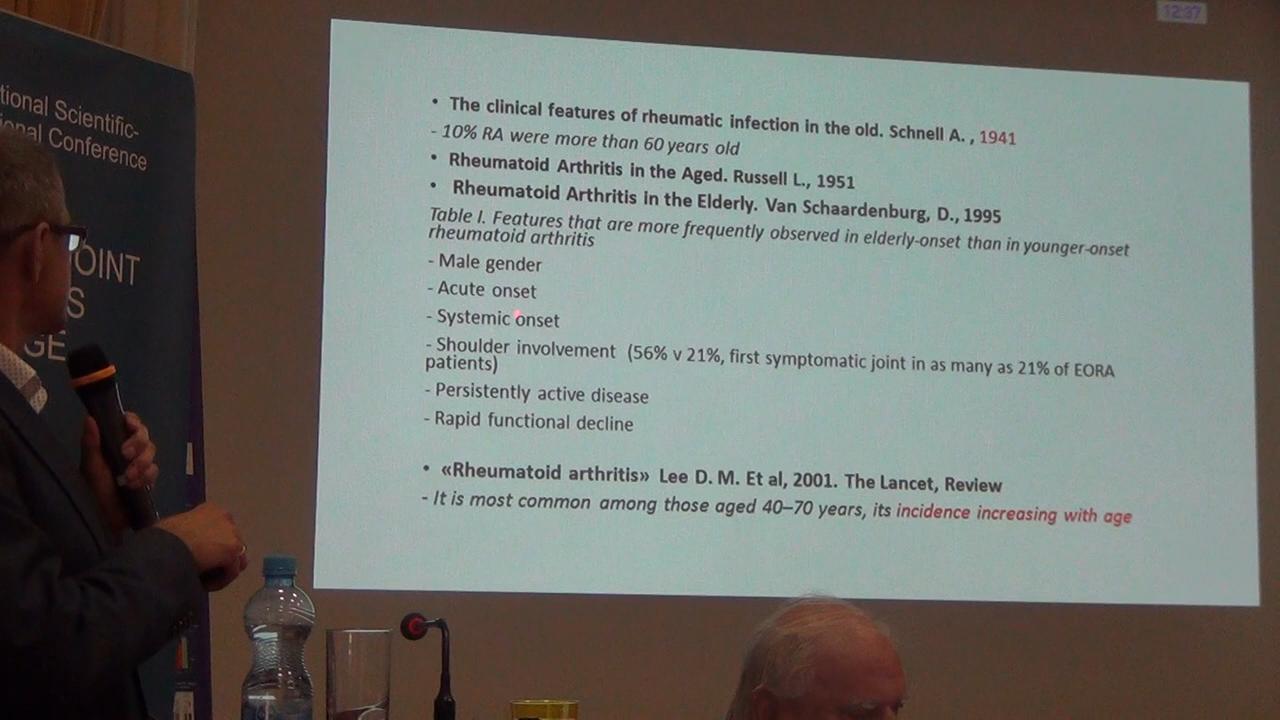 12:37
tional Scientific-
ional Conference
OINT
S
GE
• The clinical features of rheumatic infection in the old. Schnell A. , 1941
- 10% RA were more than 60 years old
• Rheumatoid Arthritis in the Aged. Russell L., 1951
• Rheumatoid Arthritis in the Elderly. Van Schaardenburg, D., 1995
Table I. Features that are more frequently observed in elderly-onset than in younger-onset
rheumatoid arthritis
- Male gender
- Acute onset
- Systemic onset
- Shoulder involvement (56% v 21%, first symptomatic joint in as many as 21% of EORA
patients)
- Persistently active disease
- Rapid functional decline
• «Rheumatoid arthritis» Lee D. M. Et al, 2001. The Lancet, Review
- It is most common among those aged 40–70 years, its incidence increasing with age